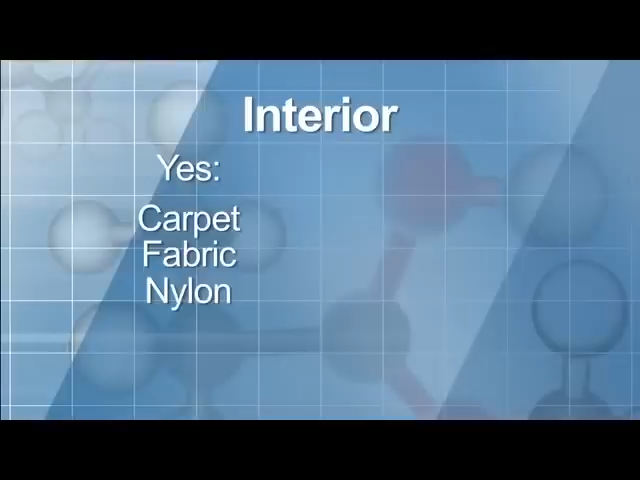 Interior
Yes:
Carpet
Fabric
Nylon